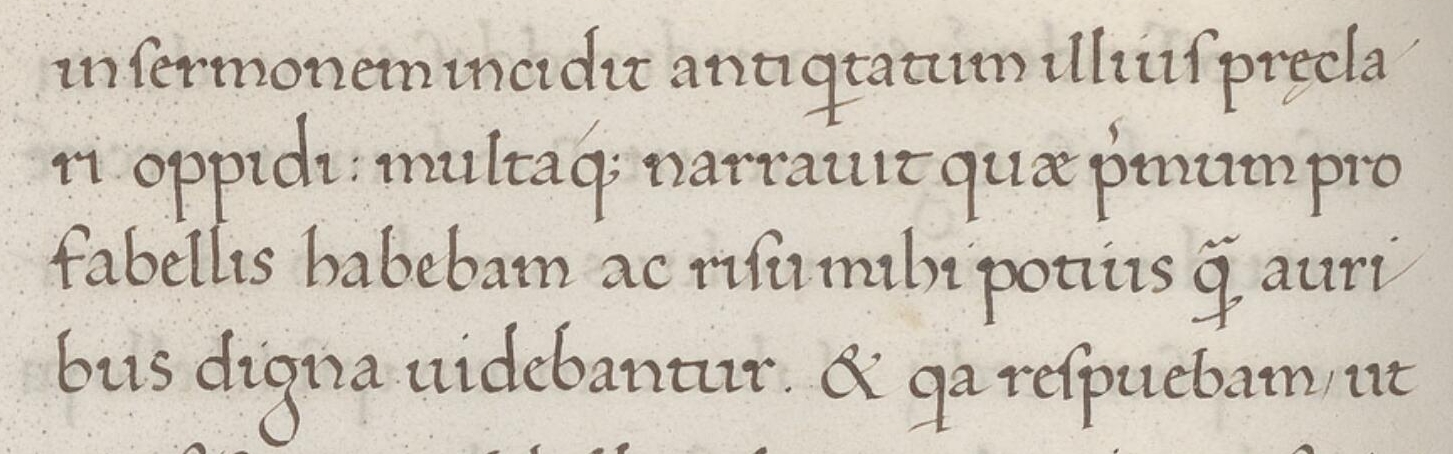 in sermonem incidit antiqtatum illius pręcla/
ri oppidi: multaq; narrauit quæ pͥmum pro
fabellis habebam ac risu mihi potius q̃ auri/
bus digna uidebantur. & qa respuebam, ut